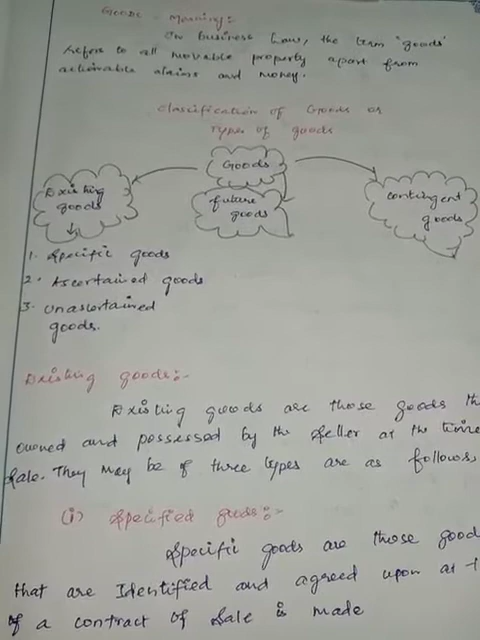 Goods - Meaning:-
In business Law, the term "goods"
refers to all movable property apart from
actionable claims and money.
Classification of Goods or
Types of goods
Goods
Existing
goods
future
goods
Contingent
goods
1. Specific goods
2. Ascertained goods
3. Unascertained
goods.
Existing goods:-
Existing goods are those goods th
owned and possessed by the seller at the time
Sale. They may be of three types are as follows
(i) Specified goods:-
Specific goods are those good
that are Identified and agreed upon at t
of a contract of Sale is made